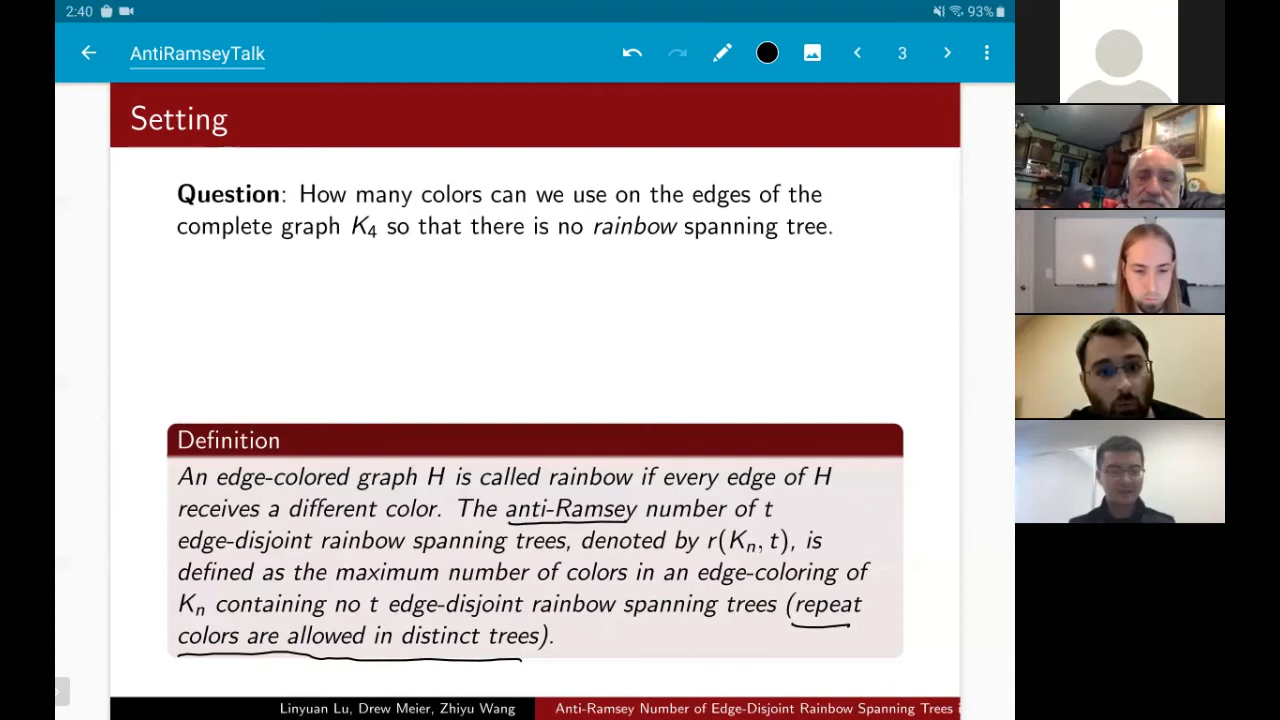 2:40
93%
AntiRamseyTalk
3
Setting
Question: How many colors can we use on the edges of the
complete graph K₄ so that there is no rainbow spanning tree.
Definition
An edge-colored graph H is called rainbow if every edge of H
receives a different color. The anti-Ramsey number of t
edge-disjoint rainbow spanning trees, denoted by r(Kₙ, t), is
defined as the maximum number of colors in an edge-coloring of
Kₙ containing no t edge-disjoint rainbow spanning trees (repeat
colors are allowed in distinct trees).
Linyuan Lu, Drew Meier, Zhiyu Wang
Anti-Ramsey Number of Edge-Disjoint Rainbow Spanning Trees i